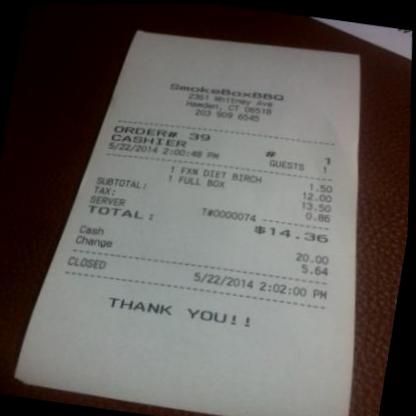 SmokeBoxBBQ
2351 Whitney Ave
Hamden, CT 06518
203 909 6545
ORDER# 39 # 1
CASHIER GUESTS 1
5/22/2014 2:00:48 PM
1 FXN DIET BIRCH 1.50
1 FULL BOX 12.00
SUBTOTAL: 13.50
TAX: 0.86
SERVER T#0000074
TOTAL: $14.36
Cash 20.00
Change 5.64
CLOSED 5/22/2014 2:02:00 PM
THANK YOU!!